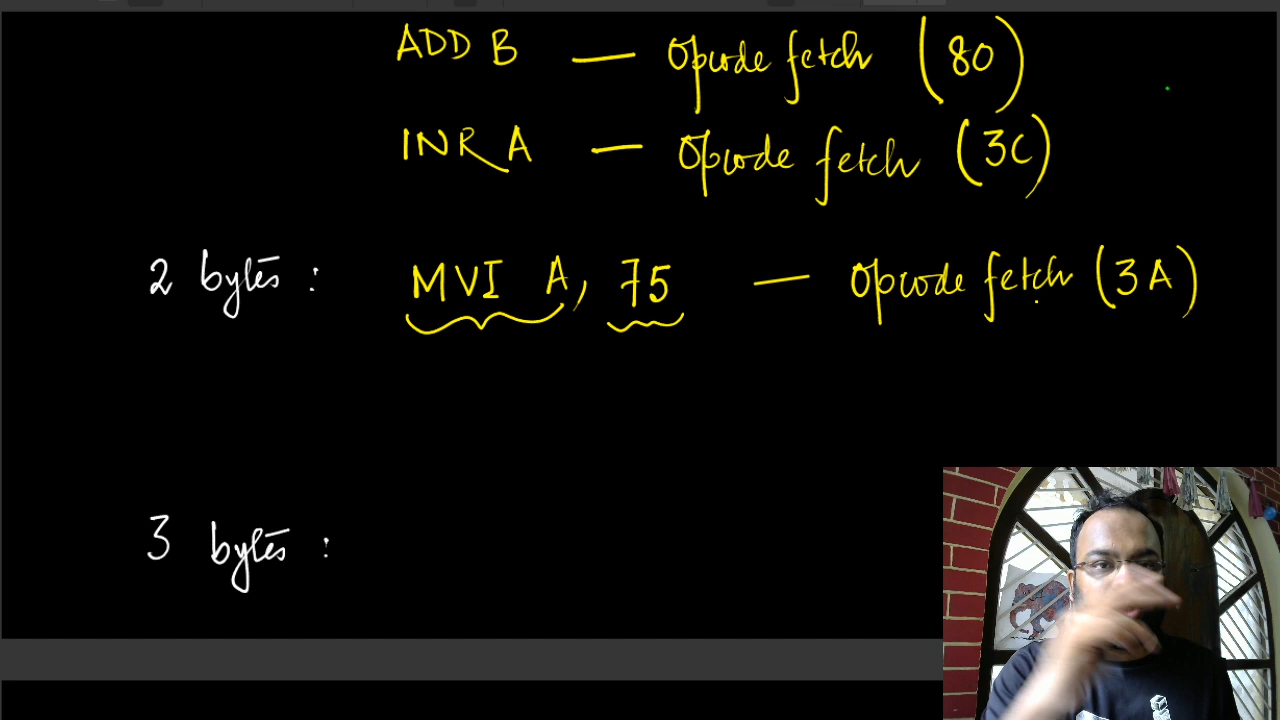 ADD B — Opcode fetch (80)
INR A — Opcode fetch (3C)
2 bytes : MVI A, 75 — Opcode fetch (3A)
3 bytes :